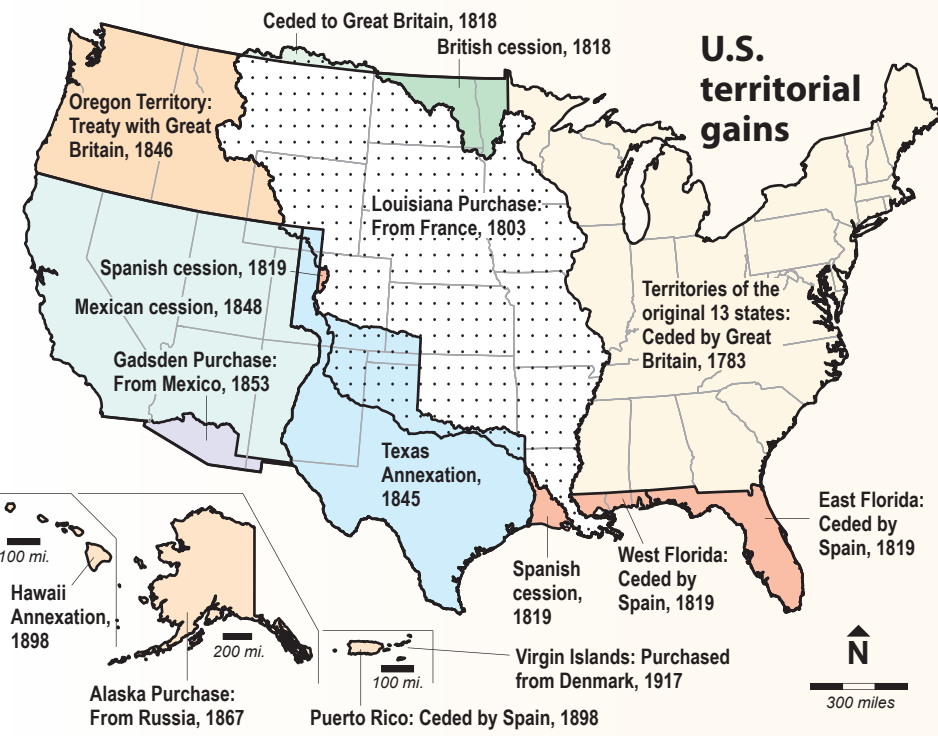 Ceded to Great Britain, 1818
British cession, 1818
U.S.
territorial
gains
Oregon Territory:
Treaty with Great
Britain, 1846
Louisiana Purchase:
From France, 1803
Spanish cession, 1819
Mexican cession, 1848
Gadsden Purchase:
From Mexico, 1853
Territories of the
original 13 states:
Ceded by Great
Britain, 1783
Texas
Annexation,
1845
East Florida:
Ceded by
Spain, 1819
West Florida:
Ceded by
Spain, 1819
Spanish
cession,
1819
100 mi.
Hawaii
Annexation,
1898
200 mi.
Alaska Purchase:
From Russia, 1867
100 mi.
Virgin Islands: Purchased
from Denmark, 1917
Puerto Rico: Ceded by Spain, 1898
N
300 miles